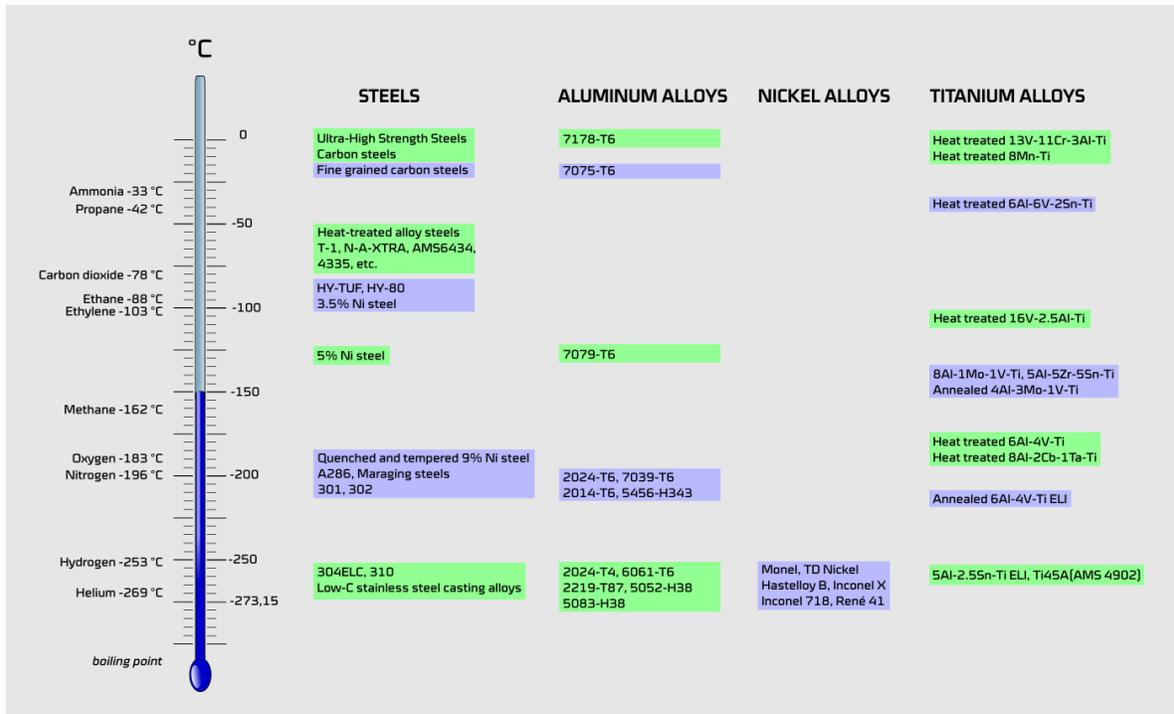 °C
STEELS
ALUMINUM ALLOYS
NICKEL ALLOYS
TITANIUM ALLOYS
0
-50
-100
-150
-200
-250
-273,15
Ammonia -33 °C
Propane -42 °C
Carbon dioxide -78 °C
Ethane -88 °C
Ethylene -103 °C
Methane -162 °C
Oxygen -183 °C
Nitrogen -196 °C
Hydrogen -253 °C
Helium -269 °C
boiling point
Ultra-High Strength Steels
Carbon steels
Fine grained carbon steels
Heat-treated alloy steels
T-1, N-A-XTRA, AMS6434,
4335, etc.
HY-TUF, HY-80
3.5% Ni steel
5% Ni steel
Quenched and tempered 9% Ni steel
A286, Maraging steels
301, 302
304ELC, 310
Low-C stainless steel casting alloys
7178-T6
7075-T6
7079-T6
2024-T6, 7039-T6
2014-T6, 5456-H343
2024-T4, 6061-T6
2219-T87, 5052-H38
5083-H38
Monel, TD Nickel
Hastelloy B, Inconel X
Inconel 718, René 41
Heat treated 13V-11Cr-3Al-Ti
Heat treated 8Mn-Ti
Heat treated 6Al-6V-2Sn-Ti
Heat treated 16V-2.5Al-Ti
8Al-1Mo-1V-Ti, 5Al-5Zr-5Sn-Ti
Annealed 4Al-3Mo-1V-Ti
Heat treated 6Al-4V-Ti
Heat treated 8Al-2Cb-1Ta-Ti
Annealed 6Al-4V-Ti ELI
5Al-2.5Sn-Ti ELI, Ti45A(AMS 4902)